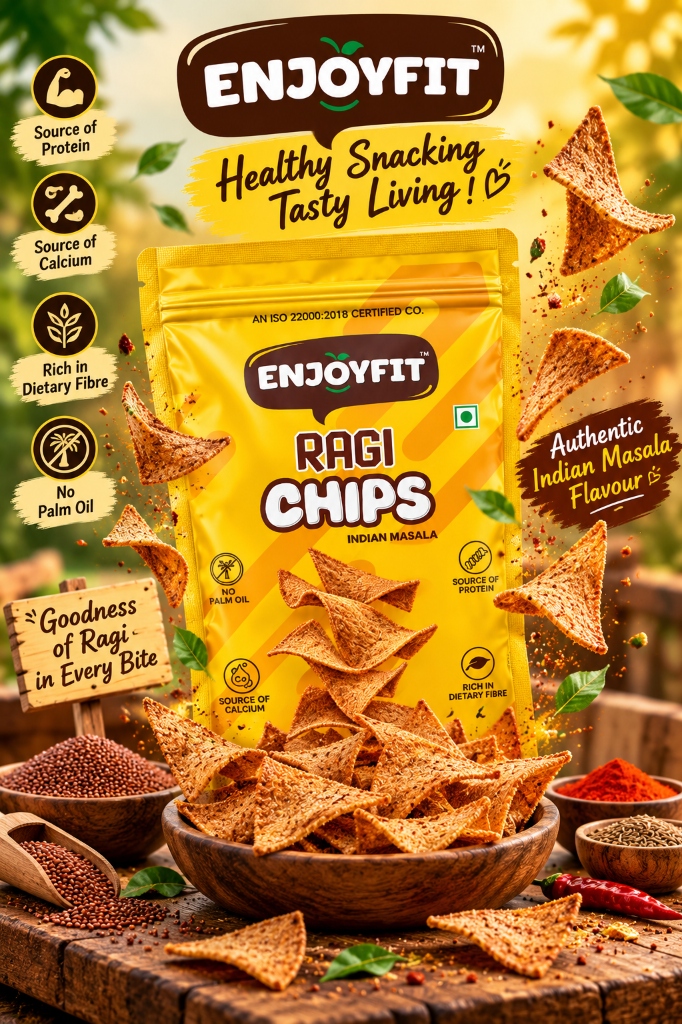 ENJOYFIT™
Healthy Snacking
Tasty Living!
Source of
Protein
Source of
Calcium
Rich in
Dietary Fibre
No
Palm Oil
AN ISO 22000:2018 CERTIFIED CO.
ENJOYFIT™
RAGI
CHIPS
INDIAN MASALA
NO
PALM OIL
SOURCE OF
PROTEIN
Co
SOURCE OF
CALCIUM
RICH IN
DIETARY FIBRE
Authentic
Indian Masala
Flavour
Goodness
of Ragi
in Every Bite